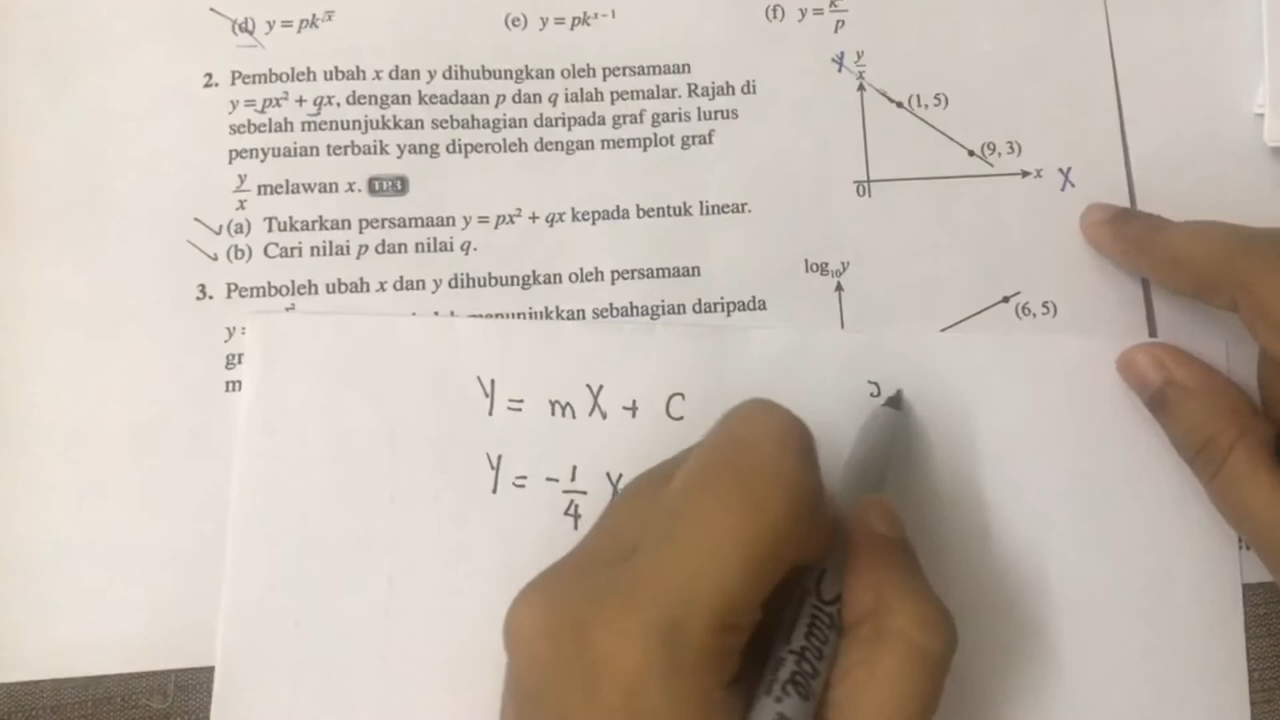 (d) y = pk^√x (e) y = pk^x−1 (f) y =
2. Pemboleh ubah x dan y dihubungkan oleh persamaan
y = px² + qx, dengan keadaan p dan q ialah pemalar. Rajah di
sebelah menunjukkan sebahagian daripada graf garis lurus
penyuaian terbaik yang diperoleh dengan memplot graf
y/x melawan x. TP3
(a) Tukarkan persamaan y = px² + qx kepada bentuk linear.
(b) Cari nilai p dan nilai q.
Y y/x
(1, 5)
(9, 3)
0 x X
3. Pemboleh ubah x dan y dihubungkan oleh persamaan
menunjukkan sebahagian daripada
y =
gr
m
log₁₀y
(6, 5)
Y = mX + C
Y = -1/4 X
Sharpie